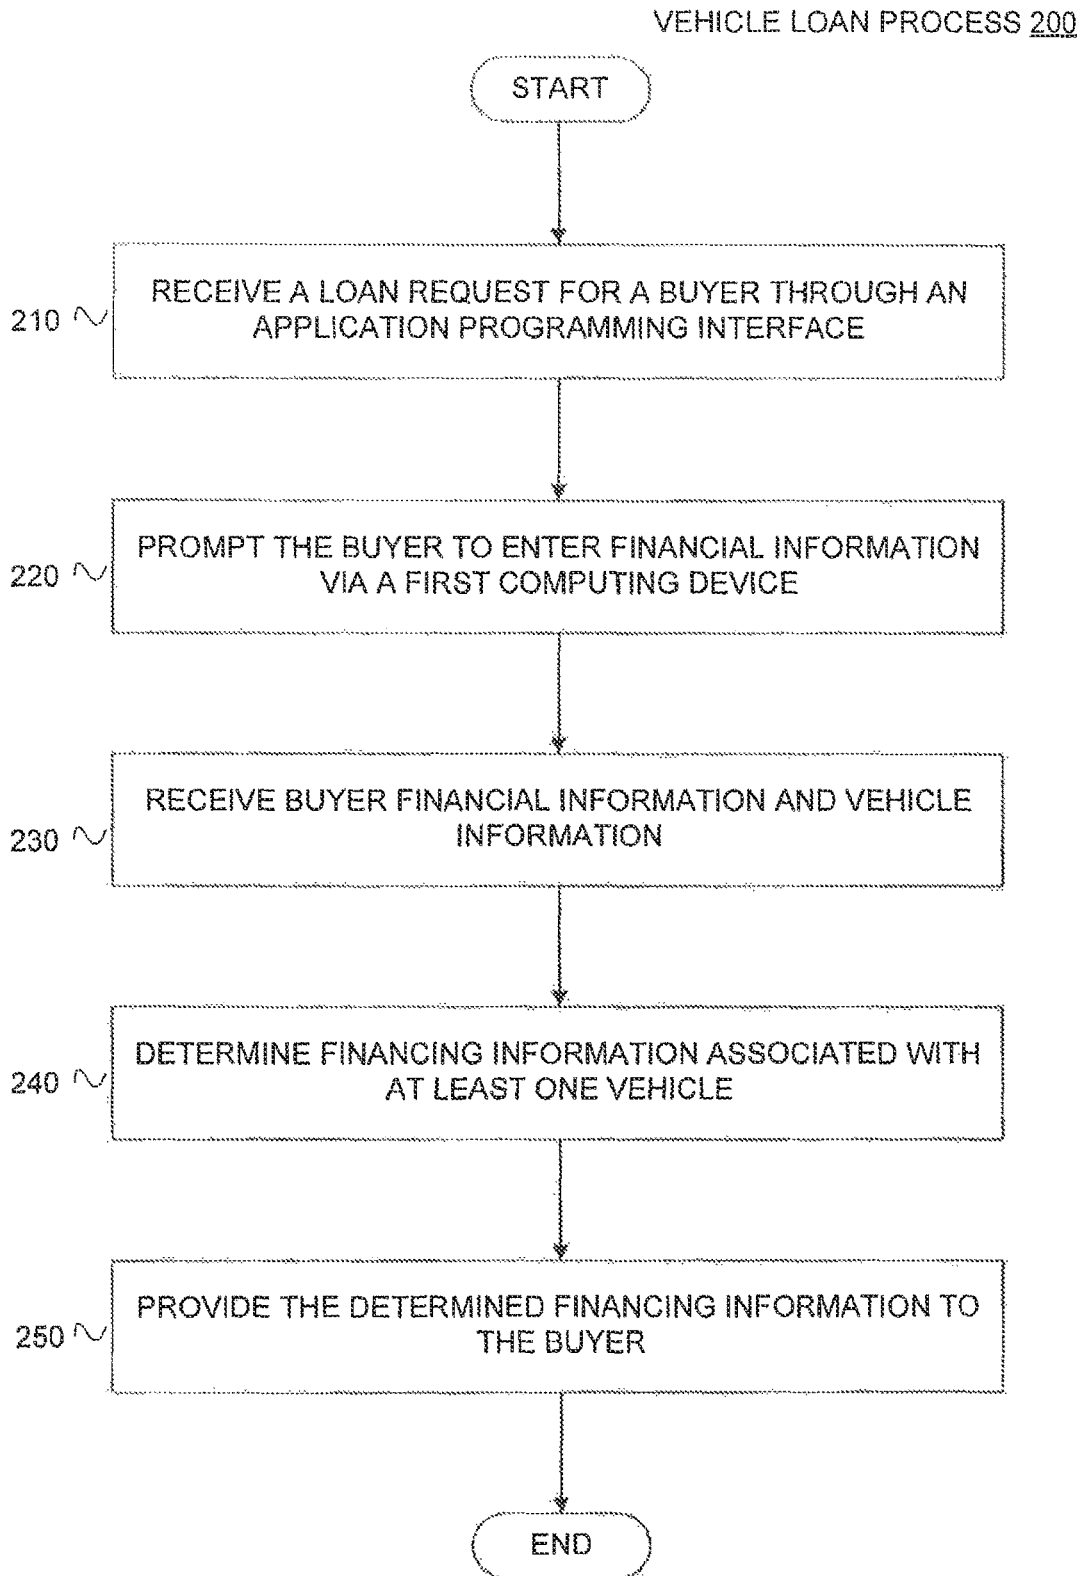 VEHICLE LOAN PROCESS 200
START
210
RECEIVE A LOAN REQUEST FOR A BUYER THROUGH AN
APPLICATION PROGRAMMING INTERFACE
220
PROMPT THE BUYER TO ENTER FINANCIAL INFORMATION
VIA A FIRST COMPUTING DEVICE
230
RECEIVE BUYER FINANCIAL INFORMATION AND VEHICLE
INFORMATION
240
DETERMINE FINANCING INFORMATION ASSOCIATED WITH
AT LEAST ONE VEHICLE
250
PROVIDE THE DETERMINED FINANCING INFORMATION TO
THE BUYER
END